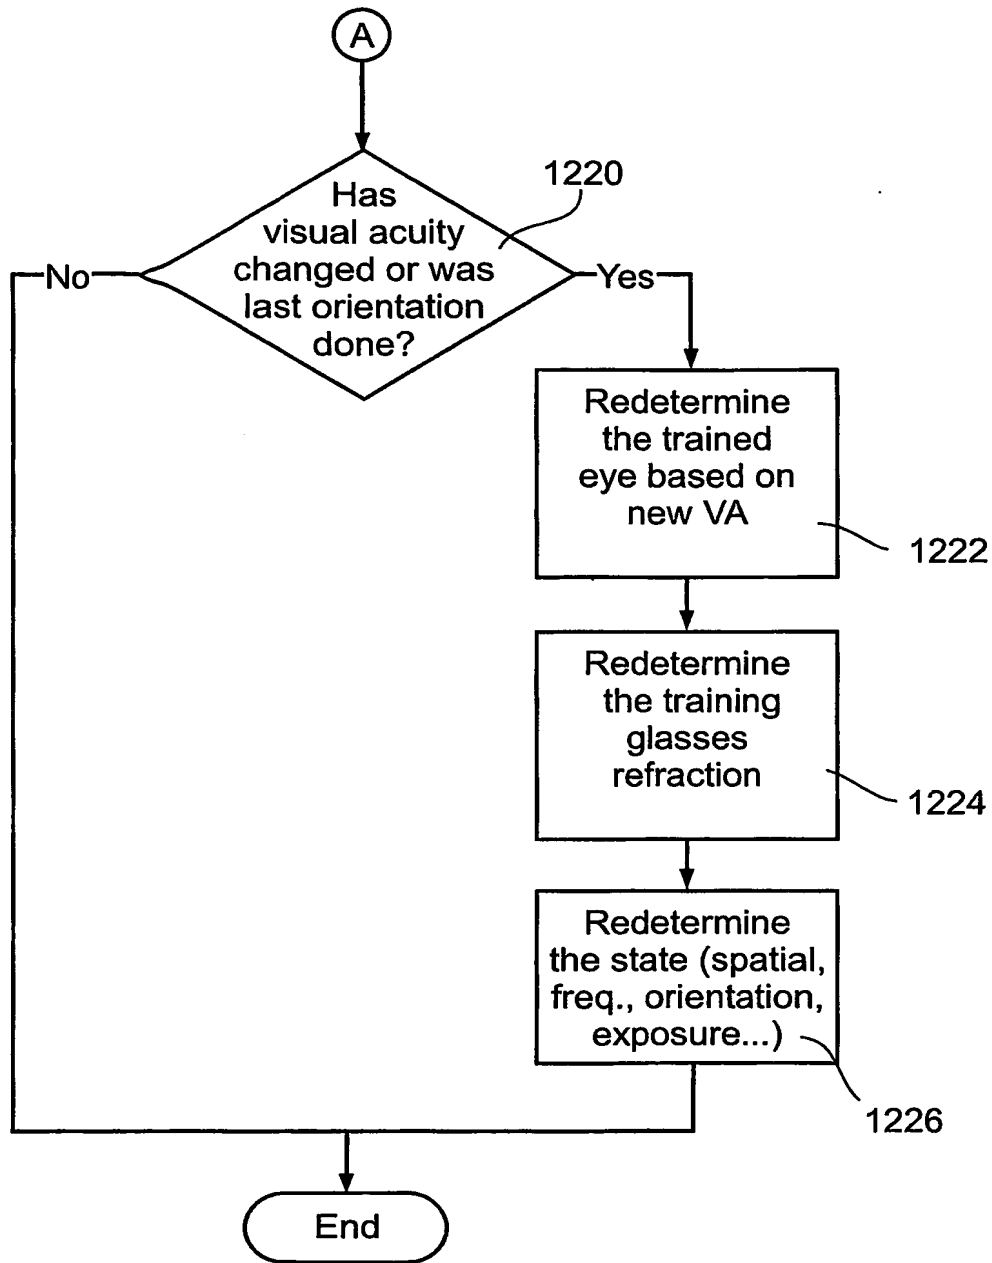 A
1220
Has
visual acuity
changed or was
last orientation
done?
No
Yes
Redetermine
the trained
eye based on
new VA
1222
Redetermine
the training
glasses
refraction
1224
Redetermine
the state (spatial,
freq., orientation,
exposure...)
1226
End